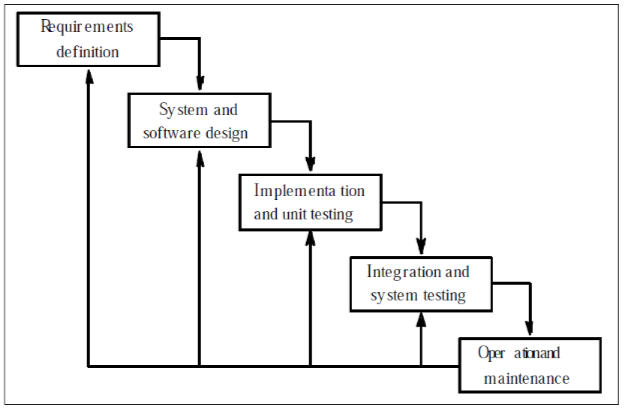 Requirements
definition
System and
software design
Implementa tion
and unit testing
Integration and
system testing
Oper ationand
maintenance